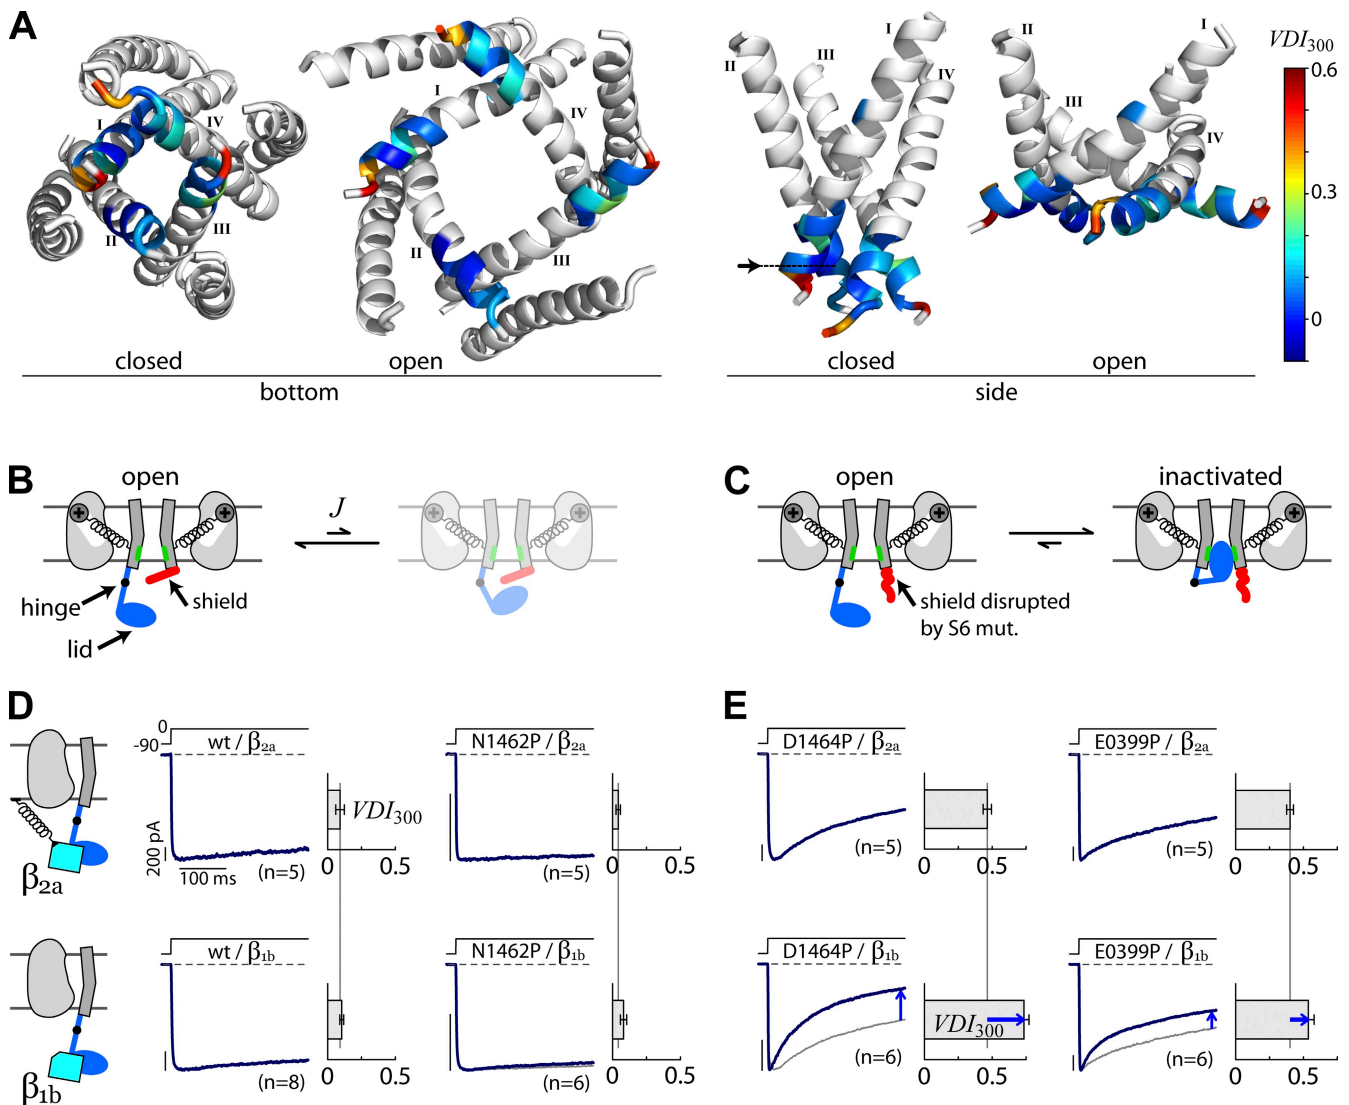 A
I
IV
II
III
closed
I
IV
II
III
open
bottom
II
III
I
IV
closed
II
III
I
IV
open
side
VDI300
0.6
0.3
0
B
open
J
hinge
shield
lid
C
open
inactivated
shield disrupted
by S6 mut.
D
0
-90
wt / β2a
200 pA
100 ms
(n=5)
VDI300
0 0.5
N1462P / β2a
(n=5)
0 0.5
β2a
wt / β1b
(n=8)
0 0.5
N1462P / β1b
(n=6)
0 0.5
β1b
E
D1464P / β2a
(n=5)
0 0.5
E0399P / β2a
(n=5)
0 0.5
D1464P / β1b
(n=6)
VDI300
0 0.5
E0399P / β1b
(n=6)
0 0.5